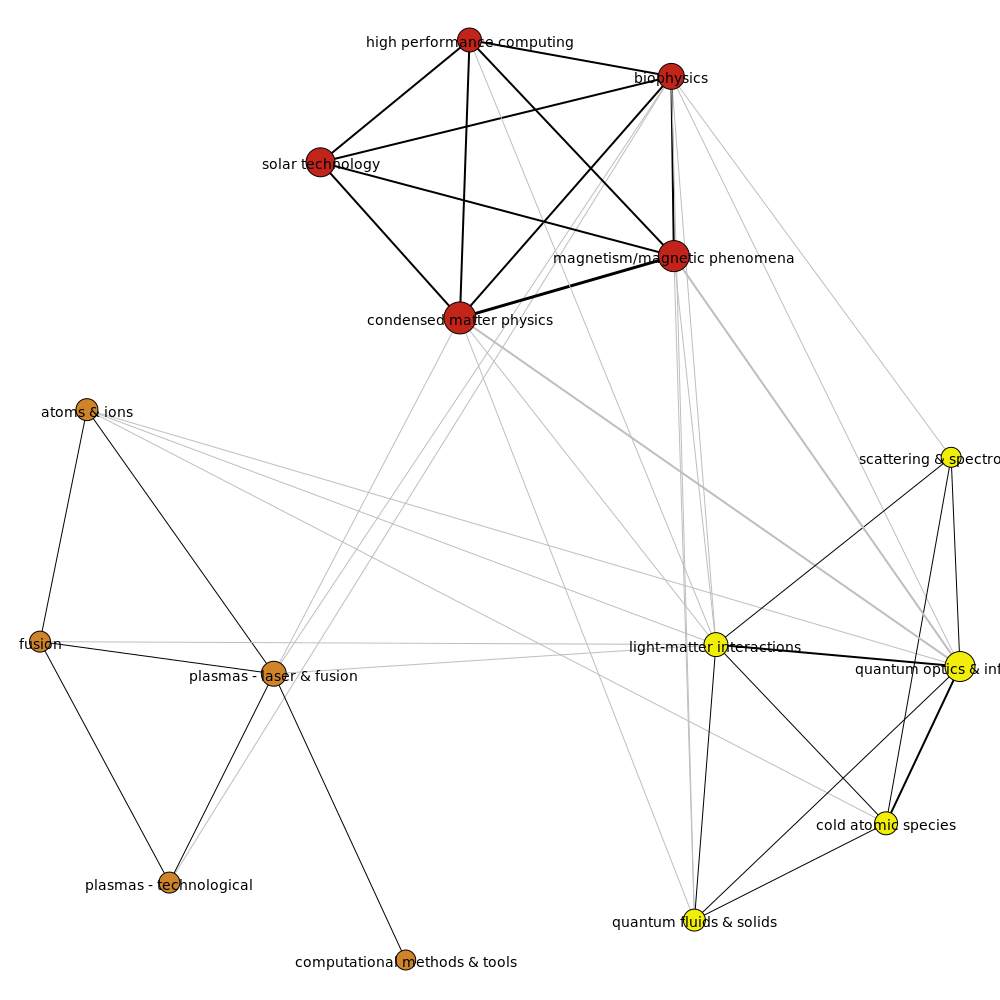 high performance computing
biophysics
solar technology
magnetism/magnetic phenomena
condensed matter physics
atoms & ions
scattering & spectro
fusion
light-matter interactions
plasmas - laser & fusion
quantum optics & inf
cold atomic species
plasmas - technological
quantum fluids & solids
computational methods & tools